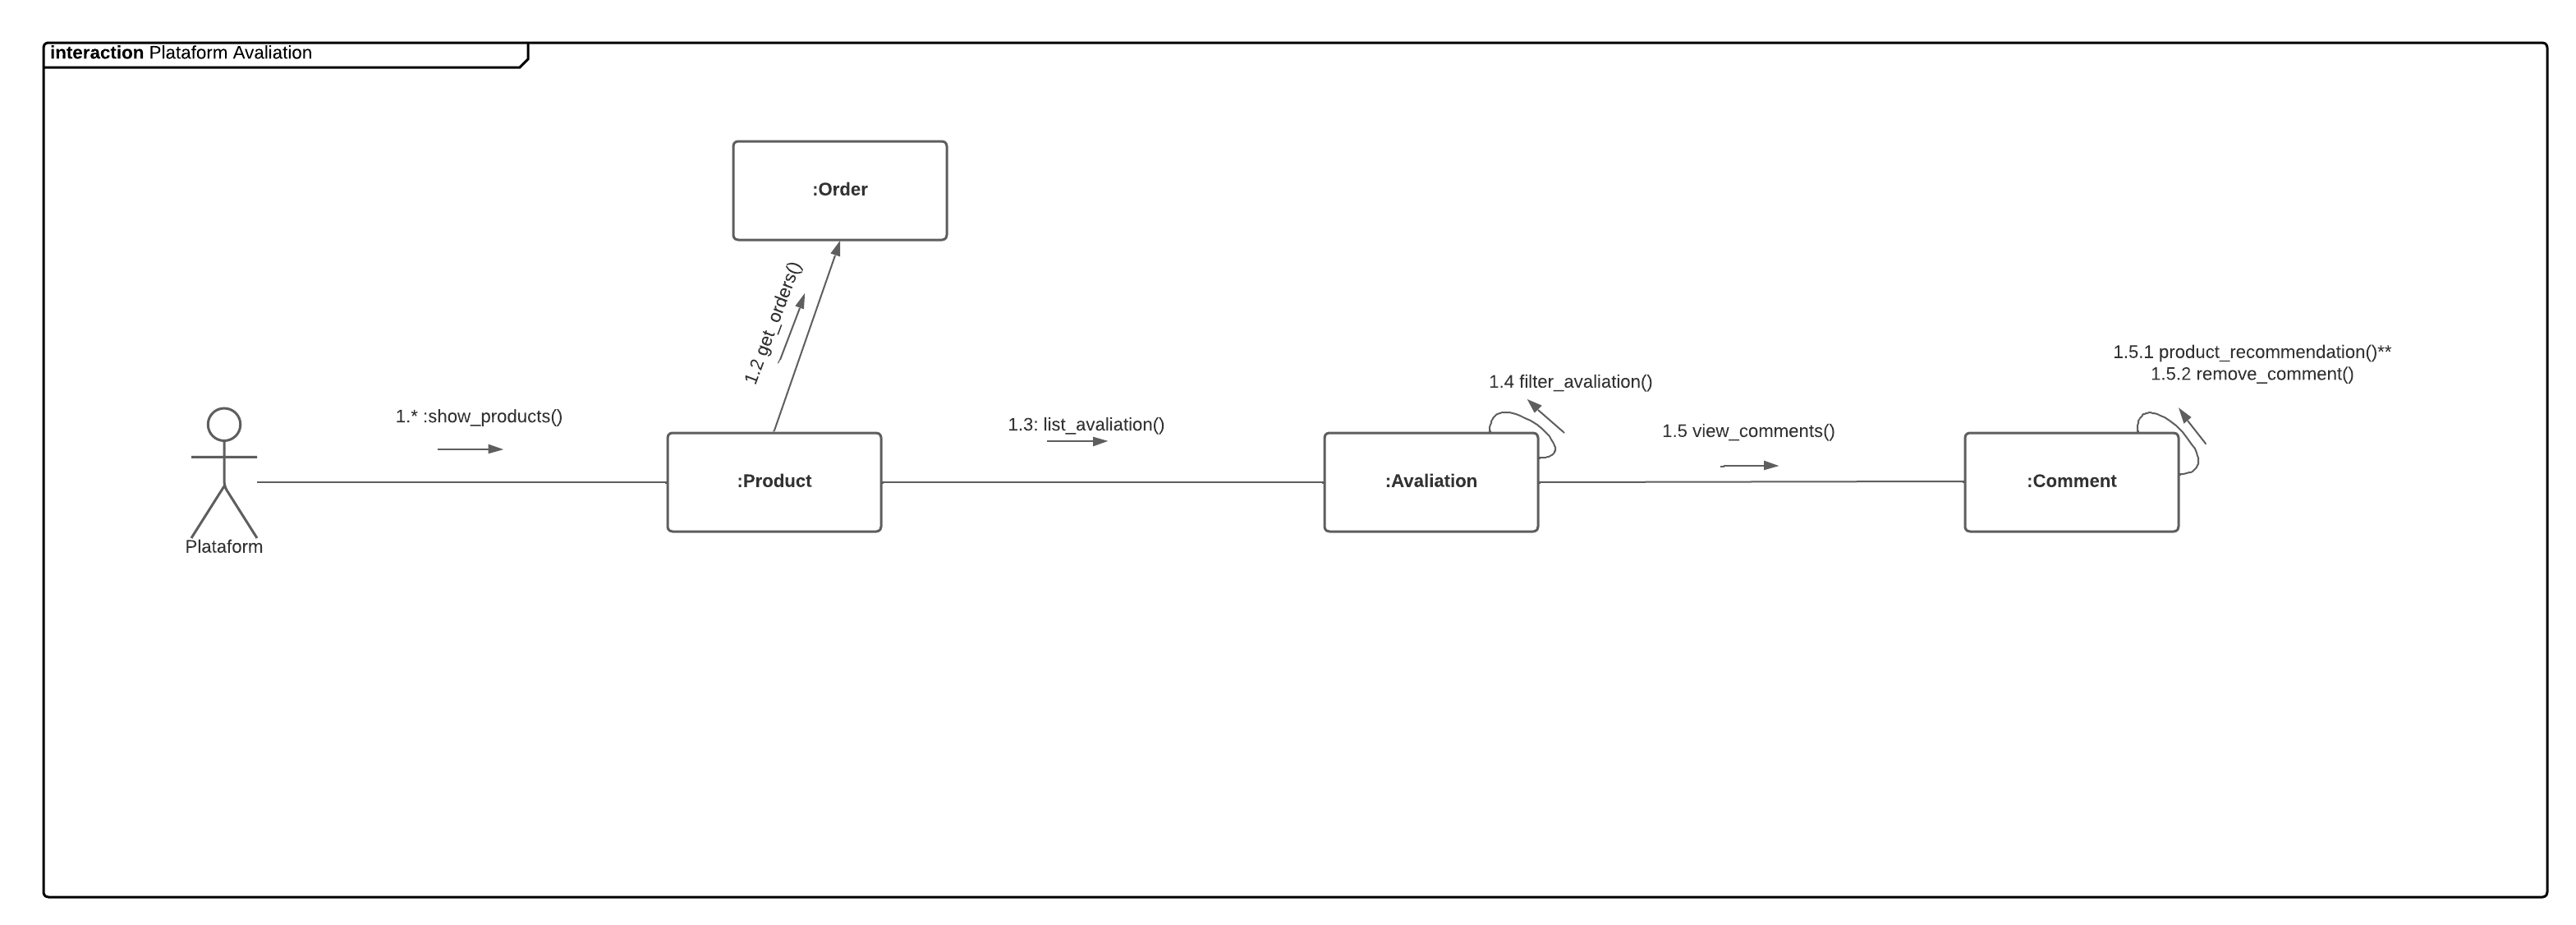 interaction Plataform Avaliation
:Order
1.2 get_orders()
1.5.1 product_recommendation()**
1.5.2 remove_comment()
1.4 filter_avaliation()
1.* :show_products()
1.3: list_avaliation()
1.5 view_comments()
:Product
:Avaliation
:Comment
Plataform